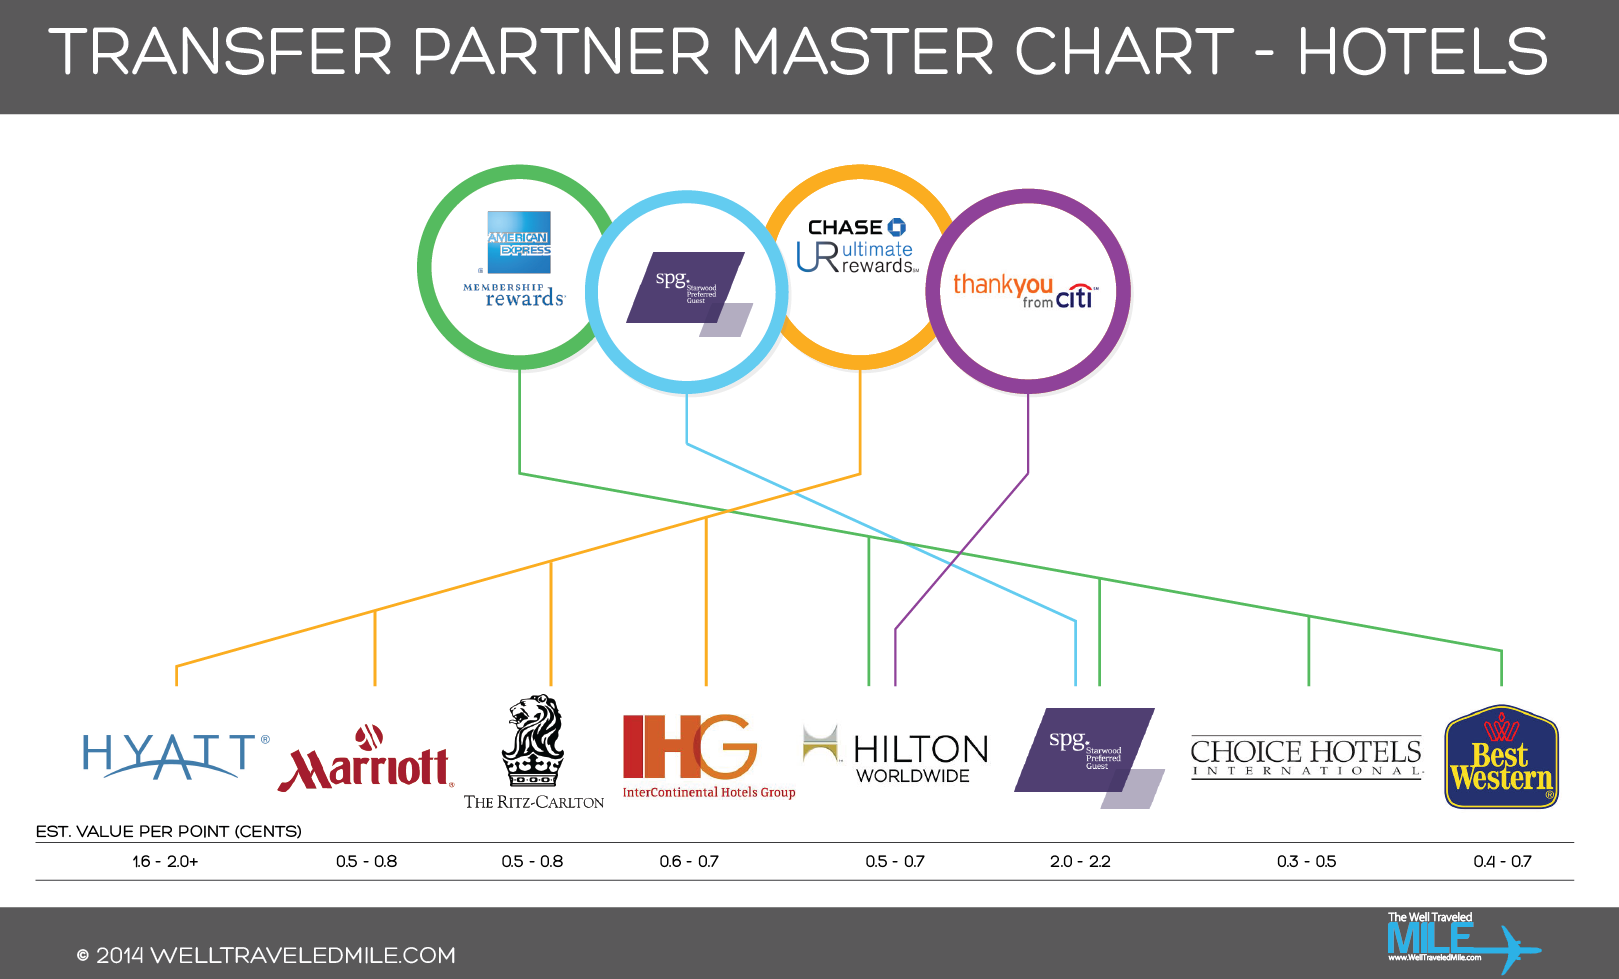 TRANSFER PARTNER MASTER CHART - HOTELS
AMERICAN
EXPRESS
®
MEMBERSHIP
rewards®
spg.
Starwood
Preferred
Guest
CHASE
UR ultimate
rewards℠
thankyou
from citi℠
HYATT®
Marriott®
THE RITZ-CARLTON
IHG
InterContinental Hotels Group
HILTON
WORLDWIDE
spg.
Starwood
Preferred
Guest
CHOICE HOTELS
INTERNATIONAL
Best
Western
®
EST. VALUE PER POINT (CENTS)
1.6 - 2.0+ 0.5 - 0.8 0.5 - 0.8 0.6 - 0.7 0.5 - 0.7 2.0 - 2.2 0.3 - 0.5 0.4 - 0.7
© 2014 WELLTRAVELEDMILE.COM
The Well Traveled
MILE
www.WellTraveledMile.com